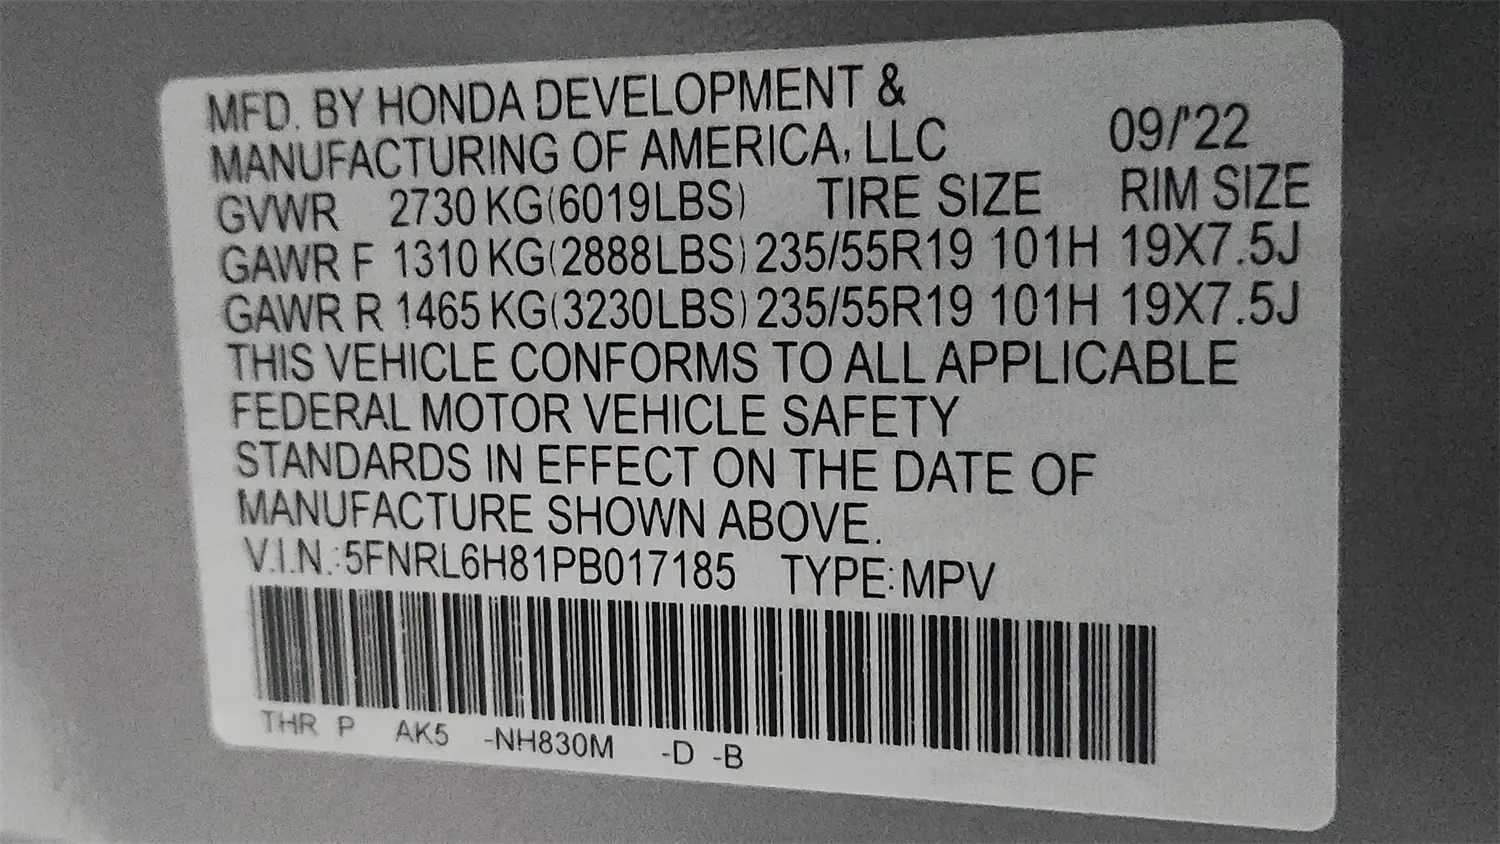 MFD. BY HONDA DEVELOPMENT &
MANUFACTURING OF AMERICA, LLC 09/'22
GVWR 2730 KG(6019LBS) TIRE SIZE RIM SIZE
GAWR F 1310 KG(2888LBS) 235/55R19 101H 19X7.5J
GAWR R 1465 KG(3230LBS) 235/55R19 101H 19X7.5J
THIS VEHICLE CONFORMS TO ALL APPLICABLE
FEDERAL MOTOR VEHICLE SAFETY
STANDARDS IN EFFECT ON THE DATE OF
MANUFACTURE SHOWN ABOVE.
V.I.N.:5FNRL6H81PB017185 TYPE:MPV
THR P AK5 -NH830M -D -B